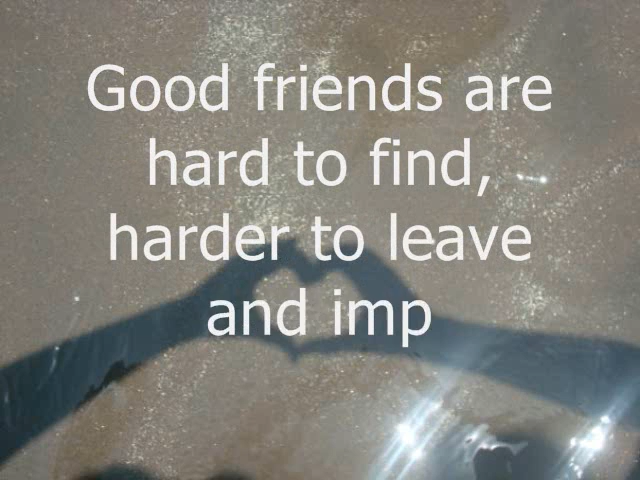 Good friends are
hard to find,
harder to leave
and imp